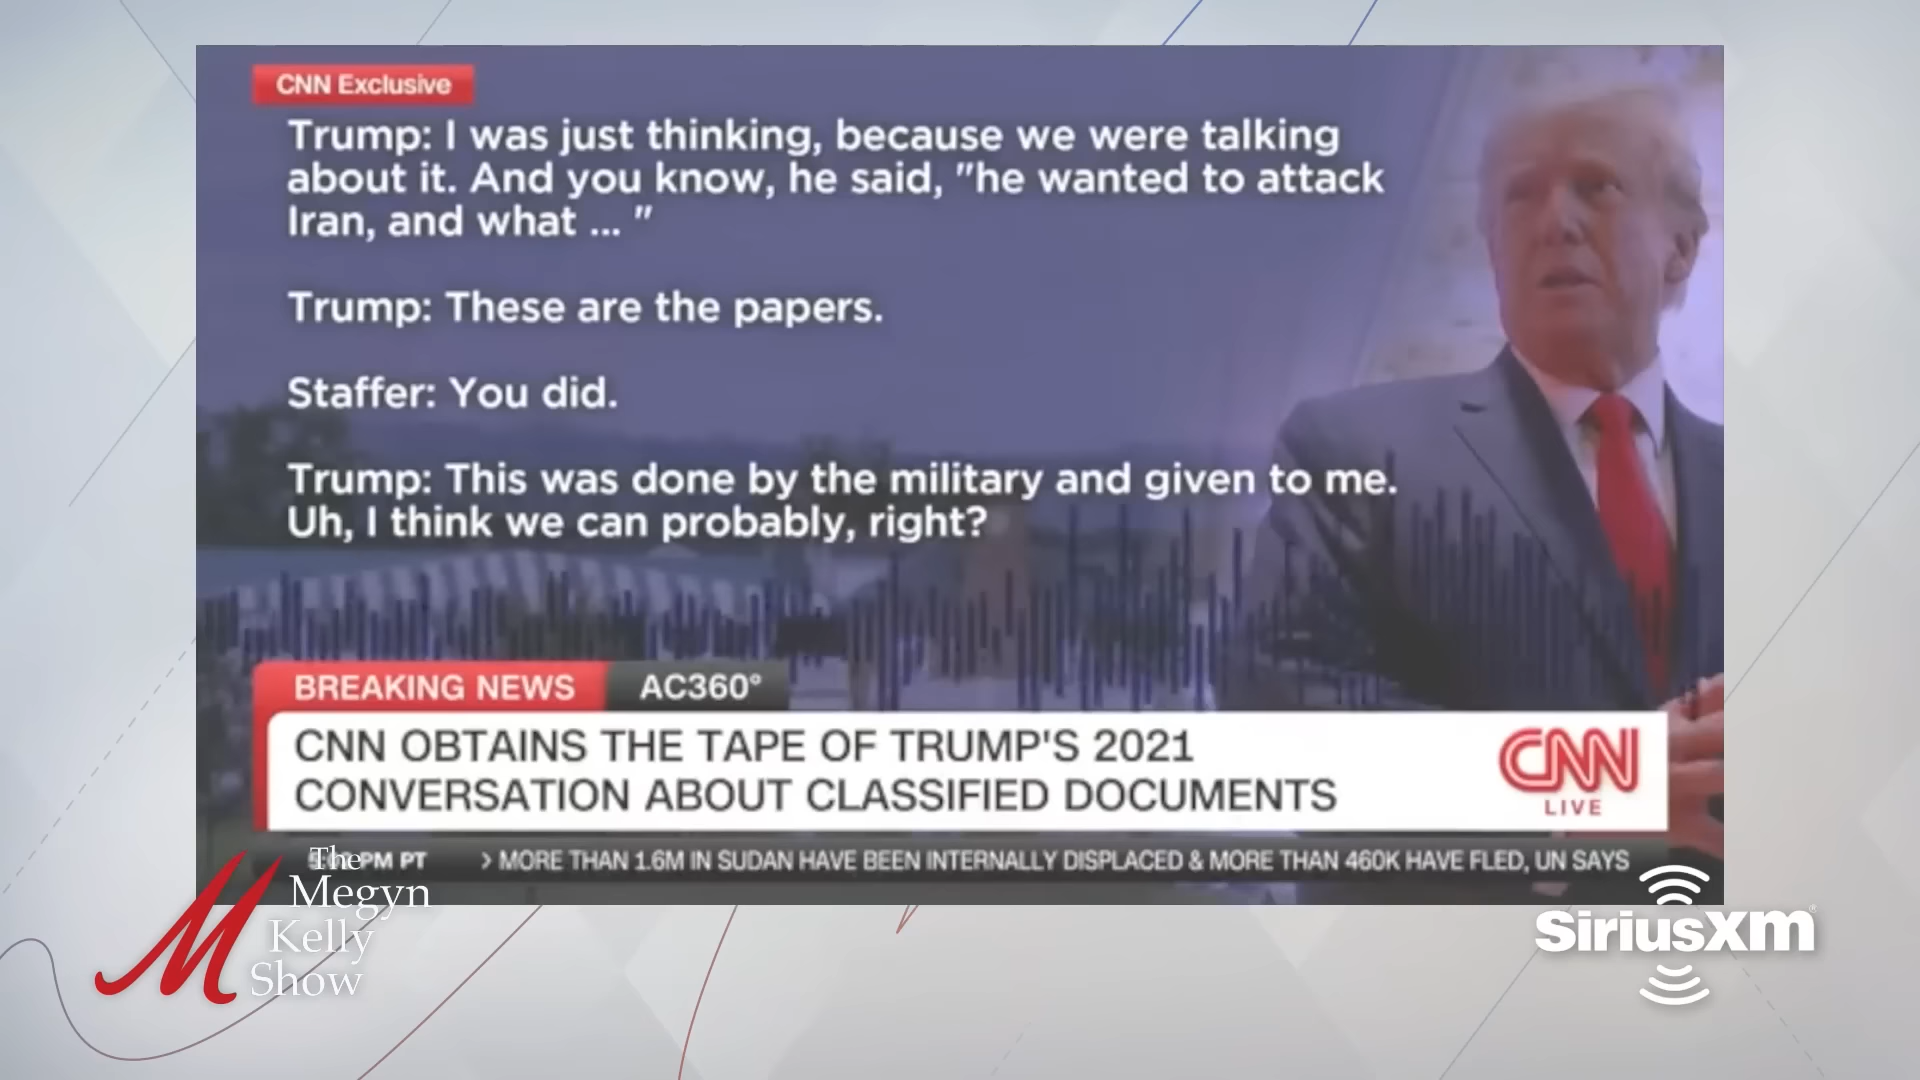 CNN Exclusive
Trump: I was just thinking, because we were talking
about it. And you know, he said, "he wanted to attack
Iran, and what ... "
Trump: These are the papers.
Staffer: You did.
Trump: This was done by the military and given to me.
Uh, I think we can probably, right?
BREAKING NEWS AC360°
CNN OBTAINS THE TAPE OF TRUMP'S 2021
CONVERSATION ABOUT CLASSIFIED DOCUMENTS
CNN
LIVE
PM PT > MORE THAN 1.6M IN SUDAN HAVE BEEN INTERNALLY DISPLACED & MORE THAN 460K HAVE FLED, UN SAYS
The
Megyn
Kelly
Show
SiriusXm